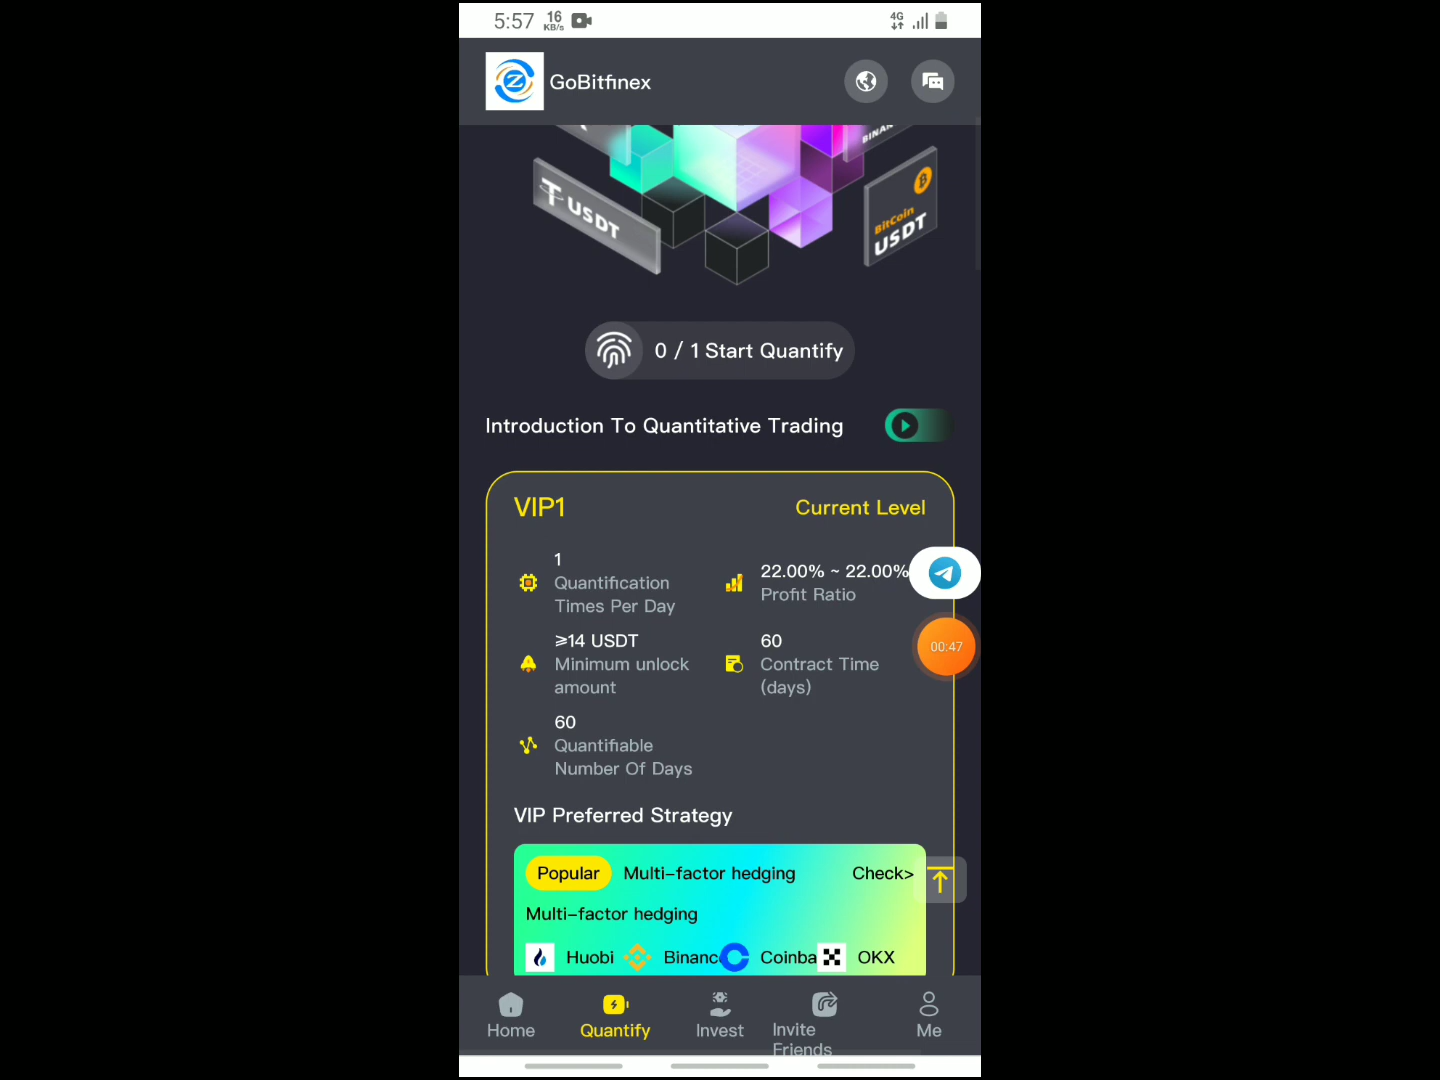 5:57 16 KB/s 4G
GoBitfinex
BINAN
T USDT
BitCoin
USDT
0 / 1 Start Quantify
Introduction To Quantitative Trading
VIP1 Current Level
1
Quantification
Times Per Day
22.00% ~ 22.00%
Profit Ratio
≥14 USDT
Minimum unlock
amount
60
Contract Time
(days)
00:47
60
Quantifiable
Number Of Days
VIP Preferred Strategy
Popular Multi-factor hedging Check>
Multi-factor hedging
Huobi Binanc Coinba OKX
Home Quantify Invest Invite Friends Me